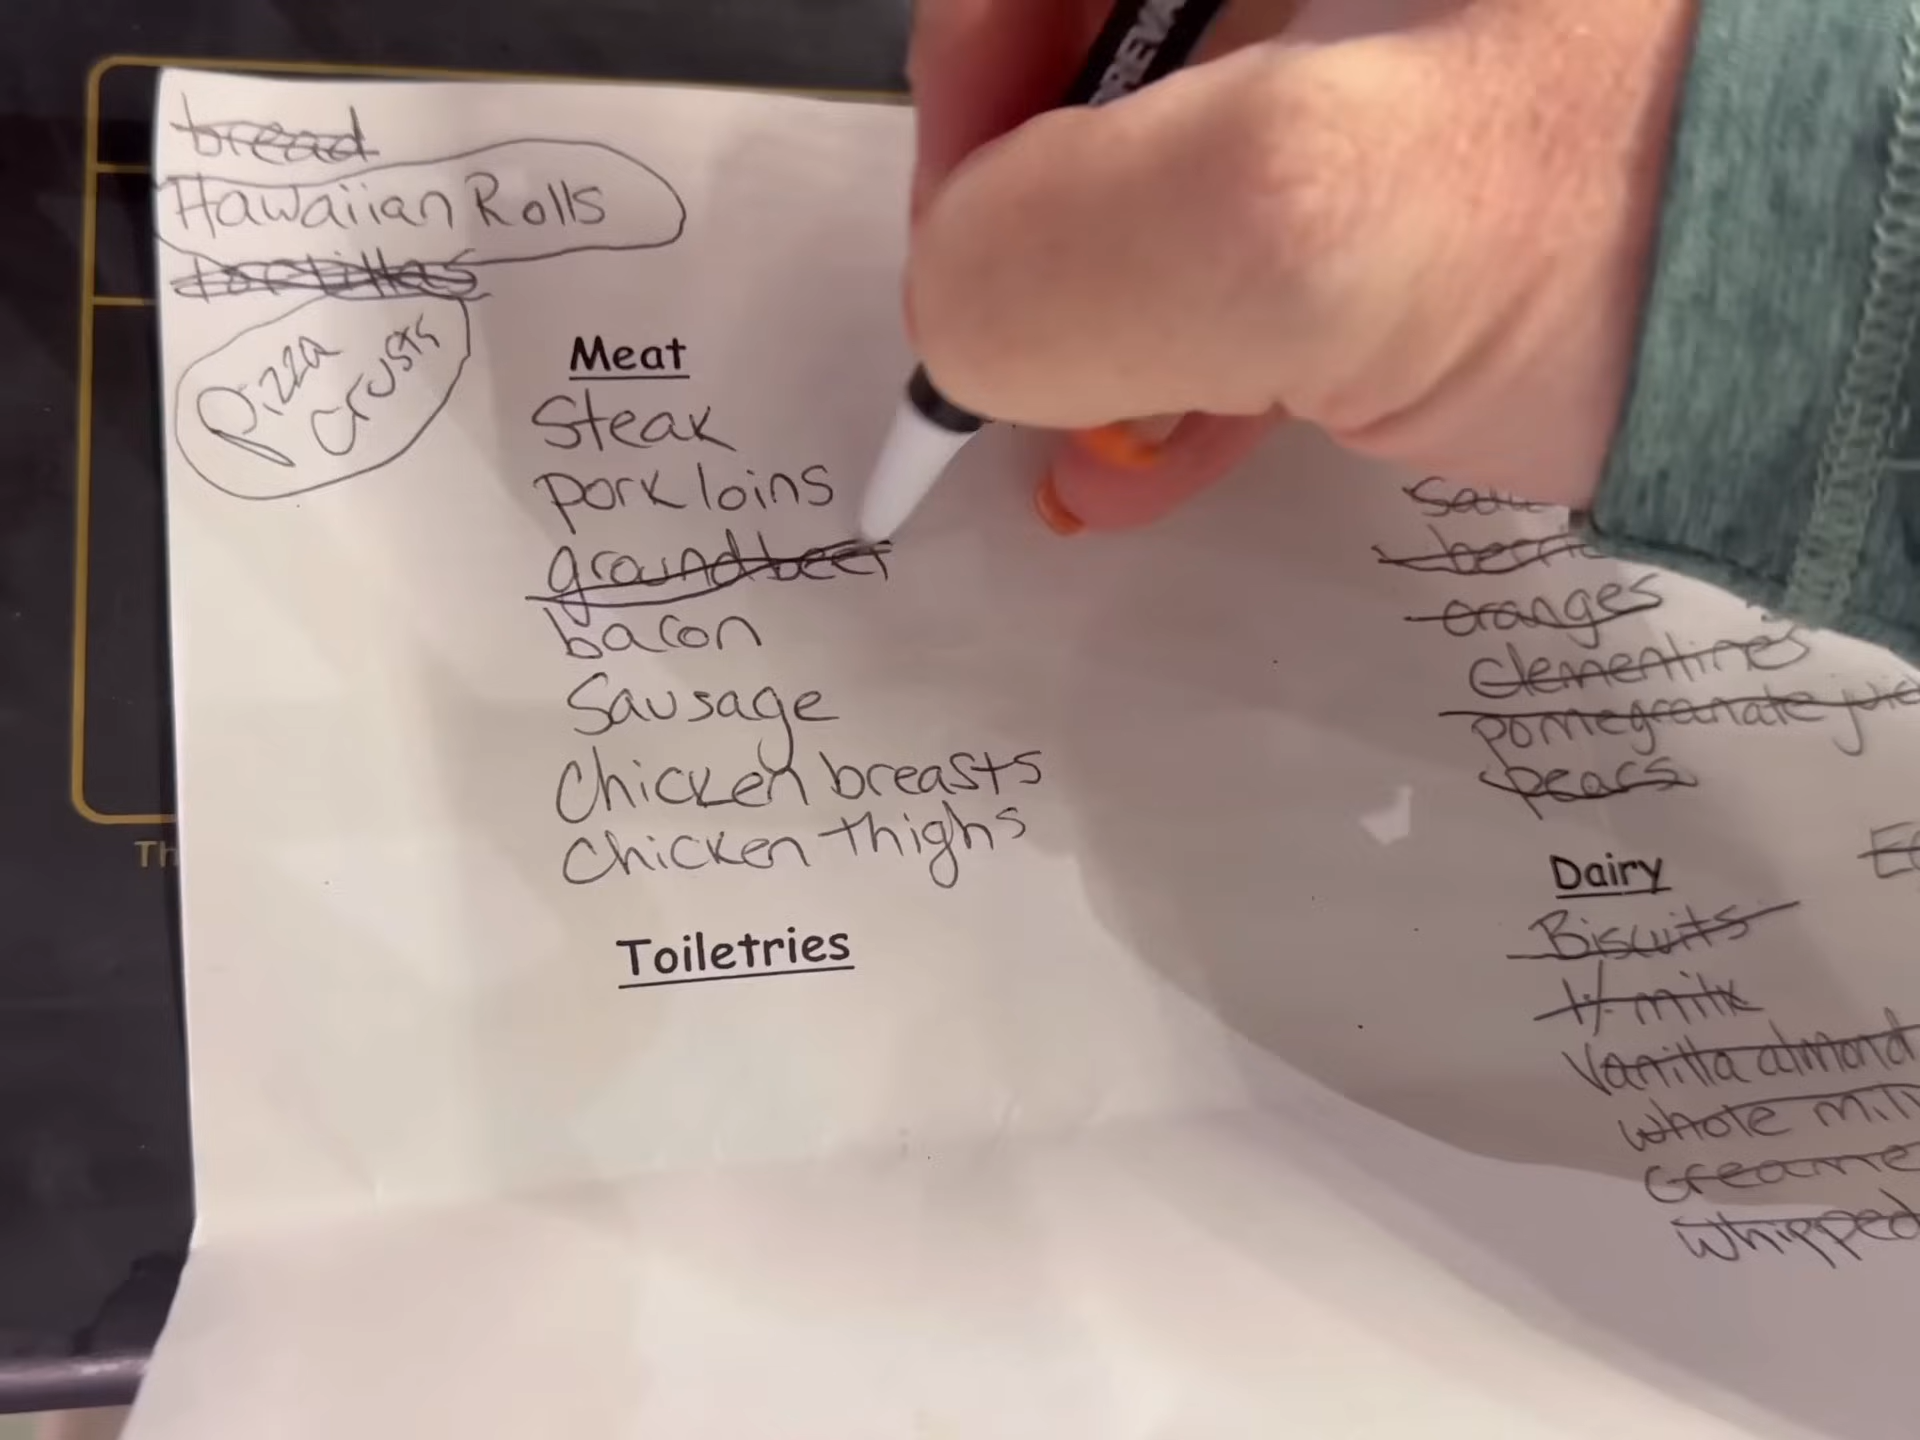 bread
Hawaiian Rolls
tortillas
Pizza
crusts
Meat
Steak
pork loins
ground beef
bacon
Sausage
Chicken breasts
Chicken thighs
Toiletries
oranges
Clementines
pomegranate
pears
Dairy
Biscuits
milk
Vanilla almond
whole
whipped